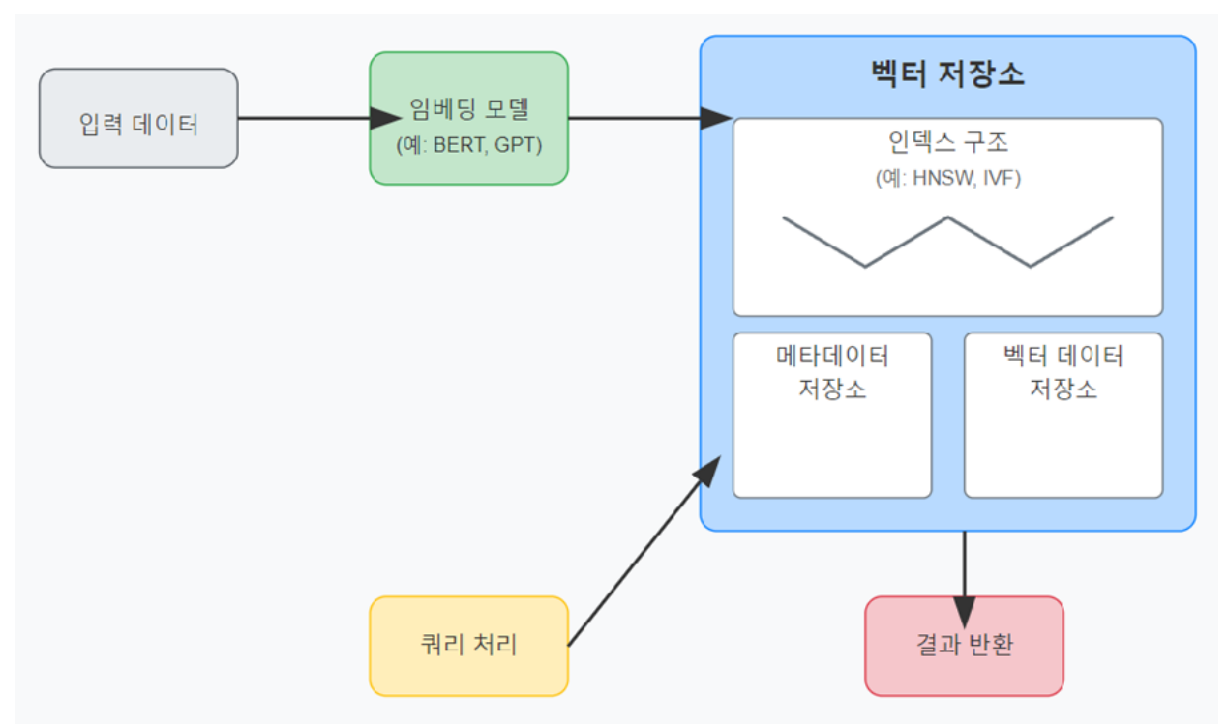 입력 데이터
임베딩 모델
(예: BERT, GPT)
벡터 저장소
인덱스 구조
(예: HNSW, IVF)
메타데이터
저장소
벡터 데이터
저장소
쿼리 처리
결과 반환